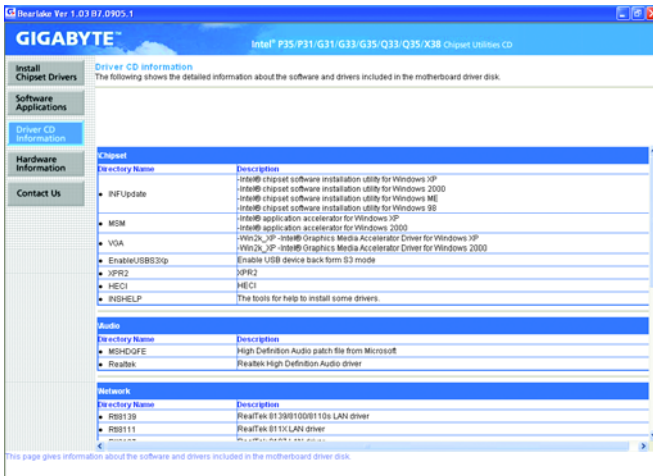 Bearlake Ver 1.03 B7.0905.1
GIGABYTE™
Intel® P35/P31/G31/G33/G35/Q33/Q35/X38 Chipset Utilities CD
Install
Chipset Drivers
Software
Applications
Driver CD
Information
Hardware
Information
Contact Us
Driver CD information
The following shows the detailed information about the software and drivers included in the motherboard driver disk.
\Chipset
Directory Name Description
• INFUpdate
-Intel® chipset software installation utility for Windows XP
-Intel® chipset software installation utility for Windows 2000
-Intel® chipset software installation utility for Windows ME
-Intel® chipset software installation utility for Windows 98
• MSM
-Intel® application accelerator for Windows XP
-Intel® application accelerator for Windows 2000
• VGA
-Win2k_XP -Intel® Graphics Media Accelerator Driver for Windows XP
-Win2k_XP -Intel® Graphics Media Accelerator Driver for Windows 2000
• EnableUSBS3Xp Enable USB device back form S3 mode
• XPR2 XPR2
• HECI HECI
• INSHELP The tools for help to install some drivers.
\Audio
Directory Name Description
• MSHDQFE High Definition Audio patch file from Microsoft
• Realtek Realtek High Definition Audio driver
\Network
Directory Name Description
• Rtl8139 RealTek 8139/8100/8110s LAN driver
• Rtl8111 RealTek 811X LAN driver
This page gives information about the software and drivers included in the motherboard driver disk.